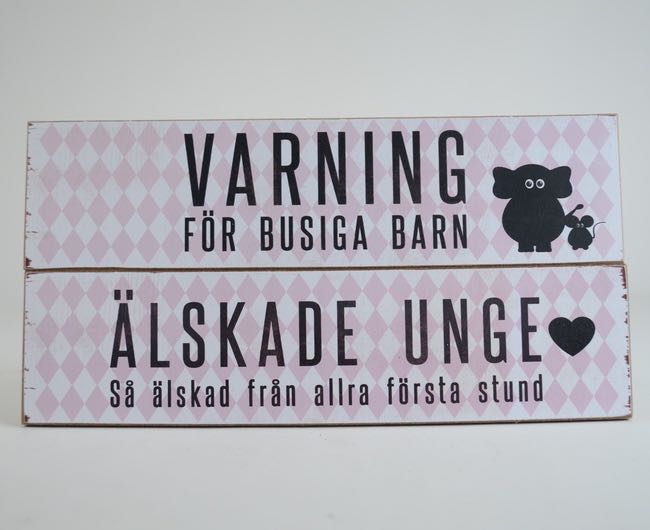 VARNING
FÖR BUSIGA BARN
ÄLSKADE UNGE
Så älskad från allra första stund